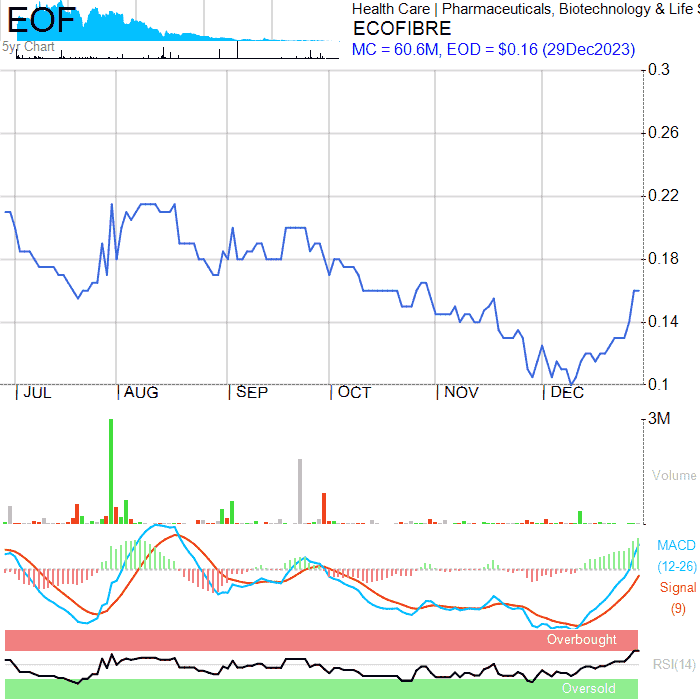 EOF
5yr Chart
Health Care | Pharmaceuticals, Biotechnology & Life S
ECOFIBRE
MC = 60.6M, EOD = $0.16 (29Dec2023)
0.3
0.26
0.22
0.18
0.14
0.1
JUL AUG SEP OCT NOV DEC
3M
Volume
MACD
(12-26)
Signal
(9)
Overbought
RSI(14)
Oversold